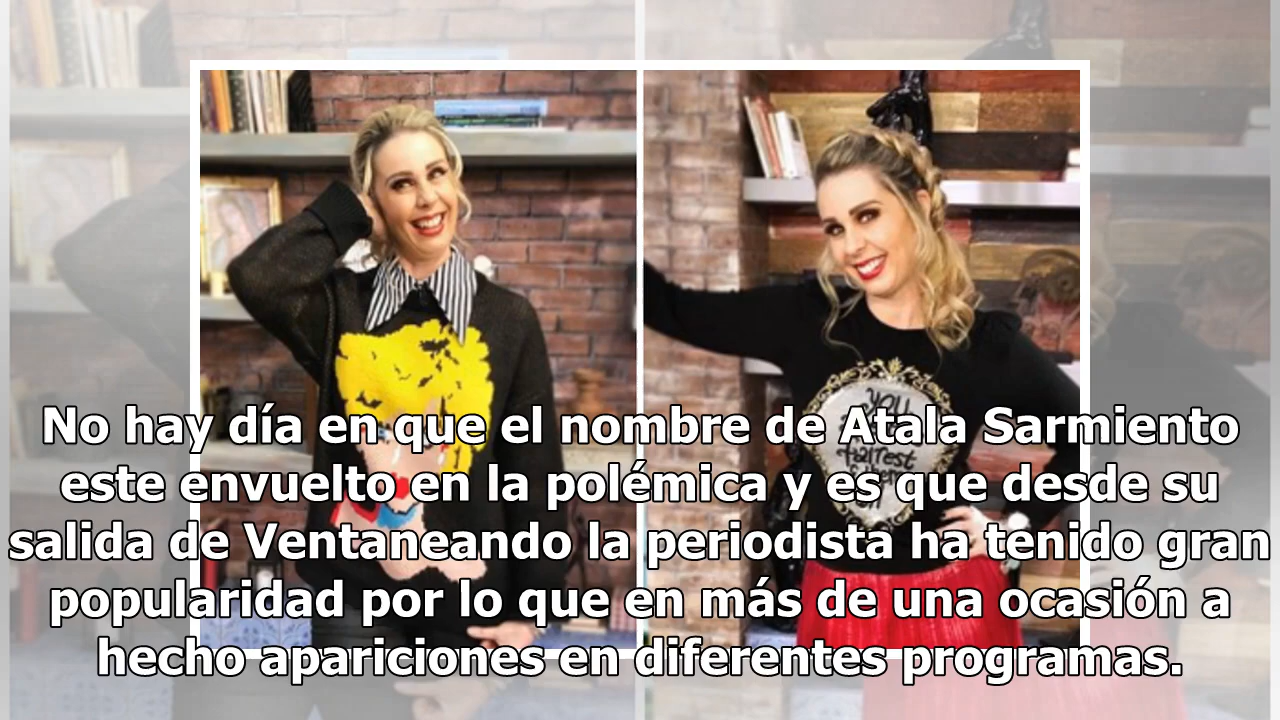 No hay día en que el nombre de Atala Sarmiento
este envuelto en la polémica y es que desde su
salida de Ventaneando la periodista ha tenido gran
popularidad por lo que en más de una ocasión a
hecho apariciones en diferentes programas.